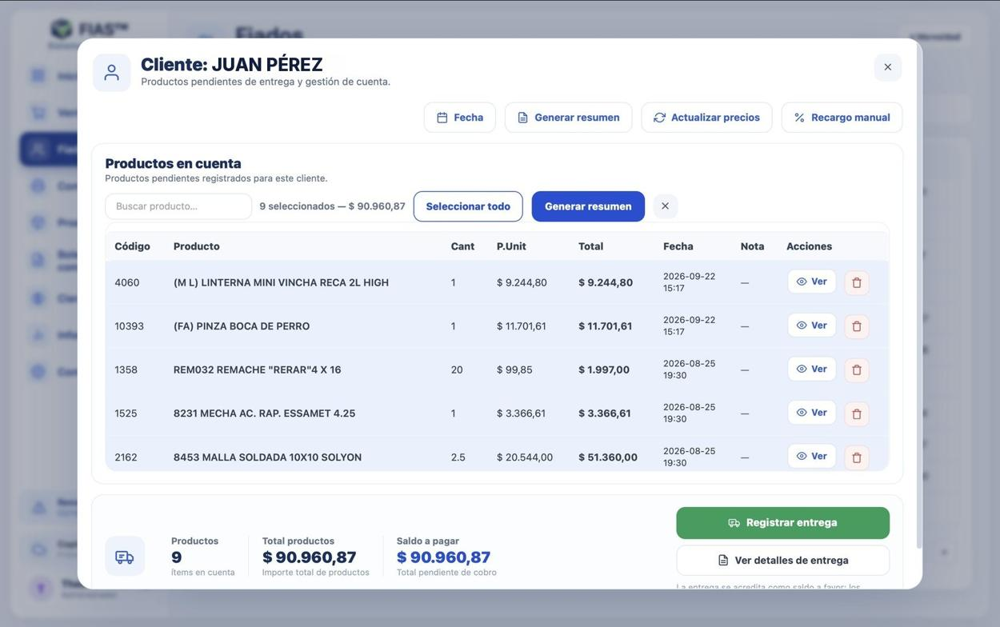 FIAS™
Fiados
Cliente: JUAN PÉREZ
Productos pendientes de entrega y gestión de cuenta.
Fecha
Generar resumen
Actualizar precios
Recargo manual
Productos en cuenta
Productos pendientes registrados para este cliente.
Buscar producto...
9 seleccionados — $ 90.960,87
Seleccionar todo
Generar resumen
Código Producto Cant P.Unit Total Fecha Nota Acciones
4060 (M L) LINTERNA MINI VINCHA RECA 2L HIGH 1 $ 9.244,80 $ 9.244,80 2026-09-22 15:17 — Ver
10393 (FA) PINZA BOCA DE PERRO 1 $ 11.701,61 $ 11.701,61 2026-09-22 15:17 — Ver
1358 REM032 REMACHE "RERAR"4 X 16 20 $ 99,85 $ 1.997,00 2026-08-25 19:30 — Ver
1525 8231 MECHA AC. RAP. ESSAMET 4.25 1 $ 3.366,61 $ 3.366,61 2026-08-25 19:30 — Ver
2162 8453 MALLA SOLDADA 10X10 SOLYON 2.5 $ 20.544,00 $ 51.360,00 2026-08-25 19:30 — Ver
Productos
9
ítems en cuenta
Total productos
$ 90.960,87
Importe total de productos
Saldo a pagar
$ 90.960,87
Total pendiente de cobro
Registrar entrega
Ver detalles de entrega
La entrega se acredita como saldo a favor: los